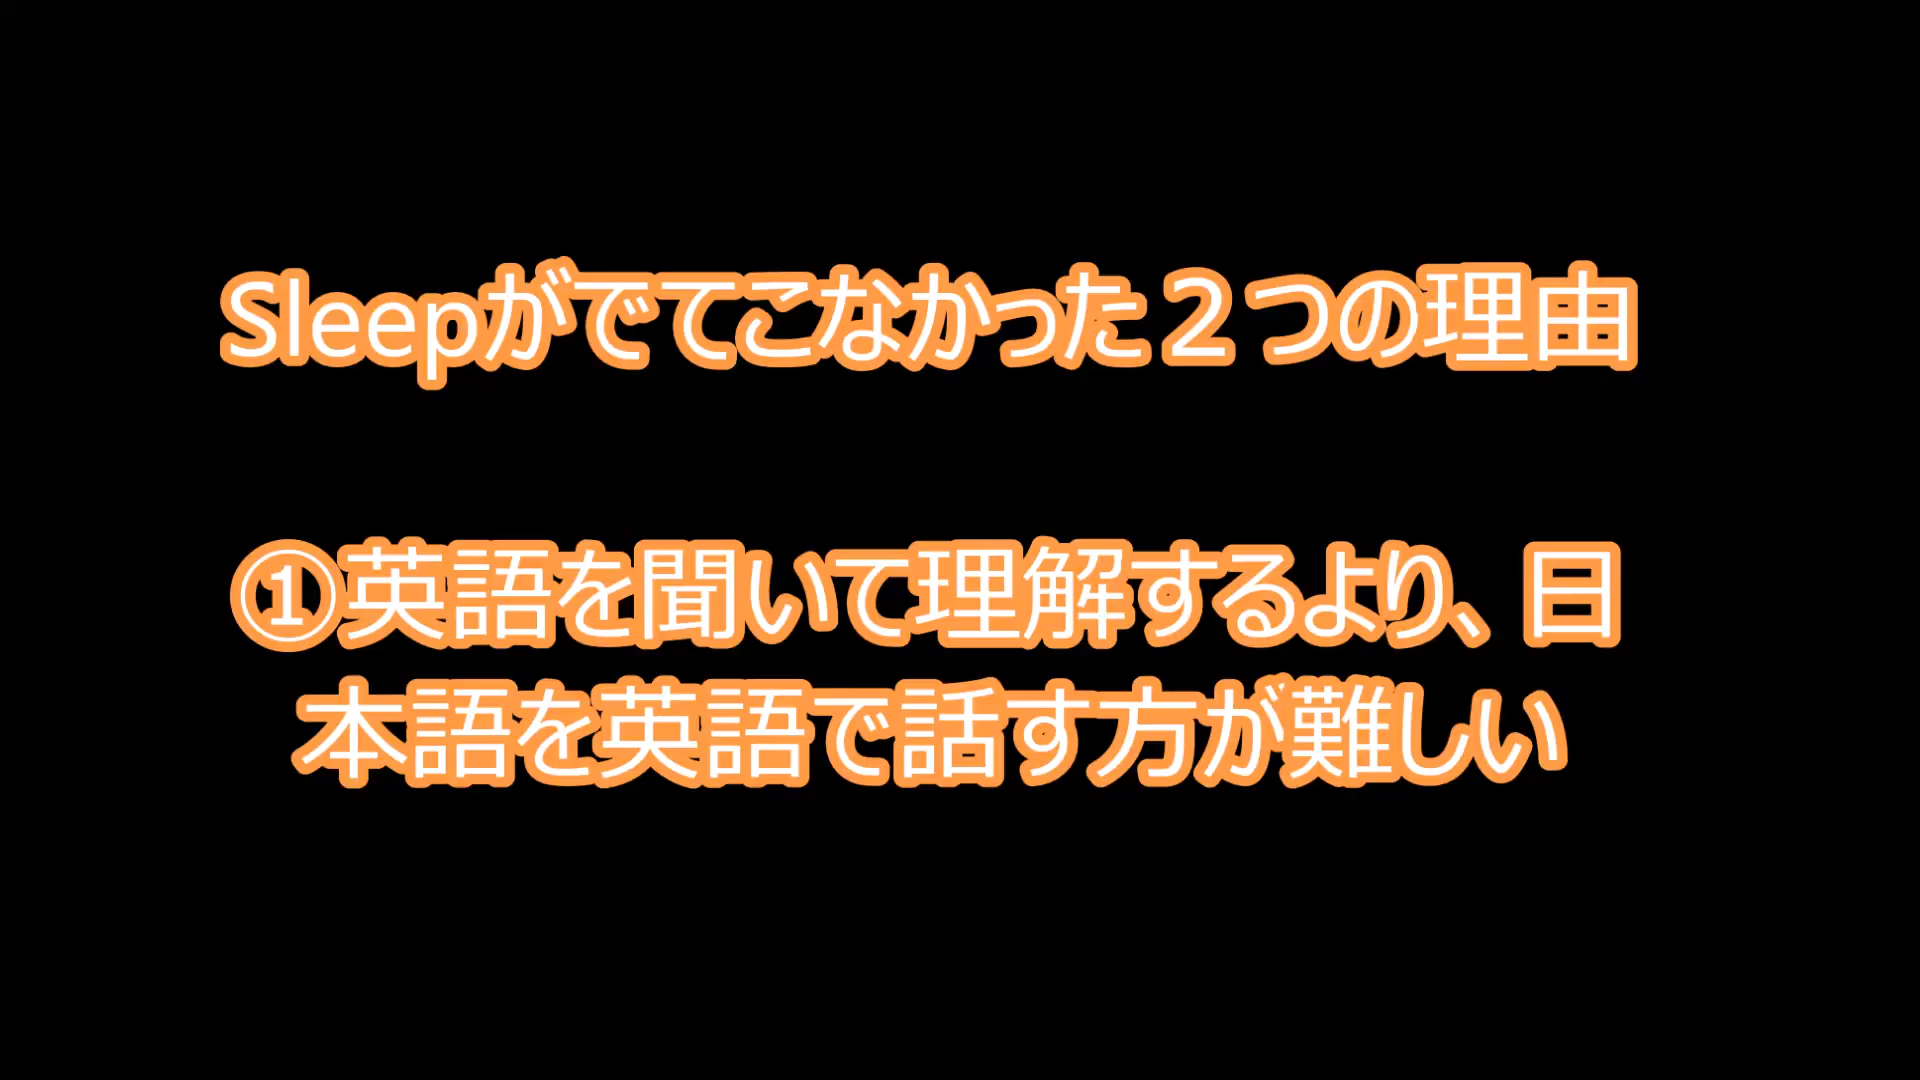 Sleepがでてこなかった２つの理由
①英語を聞いて理解するより、日
本語を英語で話す方が難しい